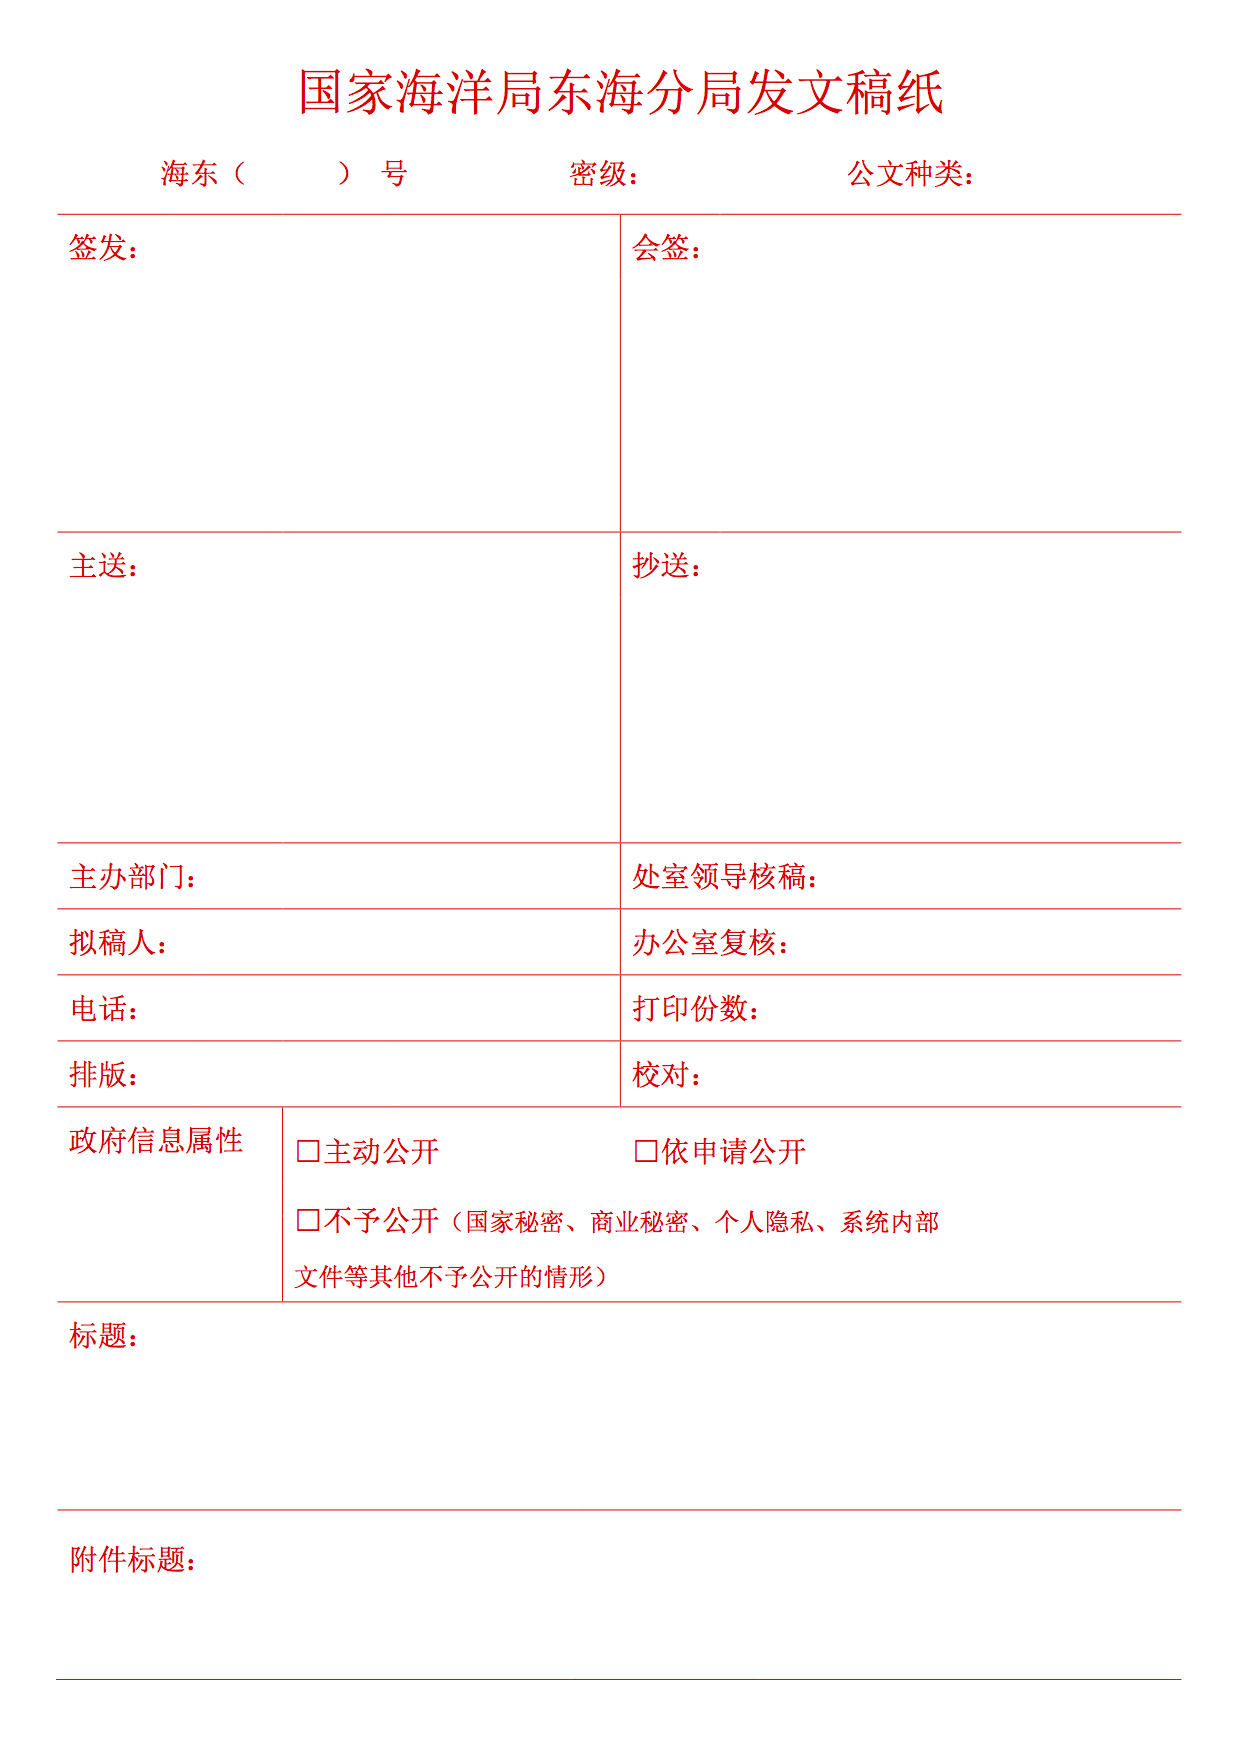 国家海洋局东海分局发文稿纸
海东（ ） 号 密级： 公文种类：
签发： 会签：
主送： 抄送：
主办部门： 处室领导核稿：
拟稿人： 办公室复核：
电话： 打印份数：
排版： 校对：
政府信息属性 □主动公开 □依申请公开
□不予公开（国家秘密、商业秘密、个人隐私、系统内部
文件等其他不予公开的情形）
标题：
附件标题：